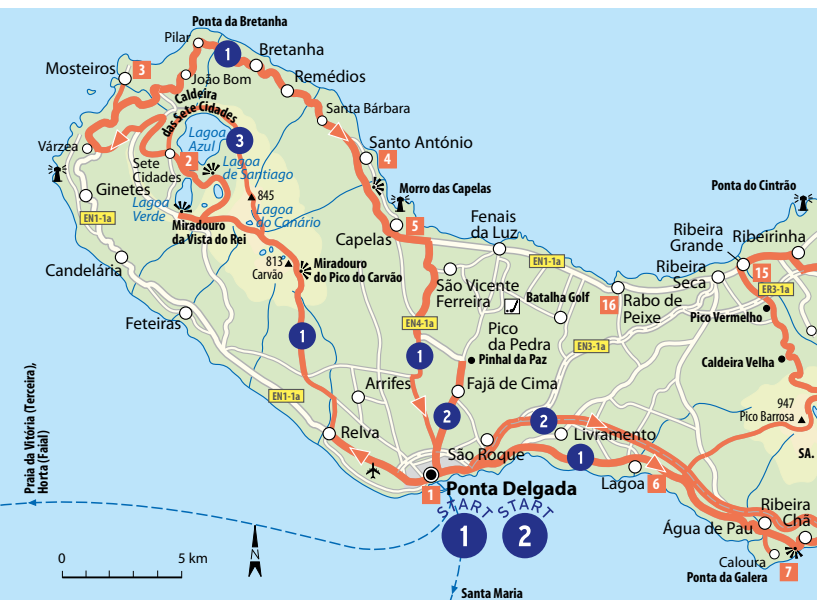 Ponta da Bretanha
Pilar
1
Bretanha
Mosteiros
3
João Bom
Remédios
Caldeira
das Sete Cidades
Santa Bárbara
Lagoa
Azul
3
Santo António
4
Várzea
Sete
Cidades
2
Lagoa
de Santiago
Ginetes
Lagoa
Verde
845
Lagoa
do Canário
Morro das Capelas
Ponta do Cintrão
EN1-1a
Miradouro
da Vista do Rei
5
Capelas
Fenais
da Luz
Ribeira
Grande
Ribeirinha
Candelária
813
Carvão
Miradouro
do Pico do Carvão
EN1-1a
Ribeira
Seca
15
São Vicente
Ferreira
Batalha Golf
16
Rabo de
Peixe
ER3-1a
Pico Vermelho
Feteiras
1
EN4-1a
Pico
da Pedra
EN3-1a
1
Pinhal da Paz
Caldeira Velha
Arrifes
Fajã de Cima
EN1-1a
947
Pico Barrosa
2
2
Relva
São Roque
Livramento
SA.
1
Praia da Vitória (Terceira),
Horta (Faial)
1
Ponta Delgada
Lagoa
6
START
1
START
2
Ribeira
Chã
Água de Pau
0
5 km
N
Caloura
Ponta da Galera
7
Santa Maria